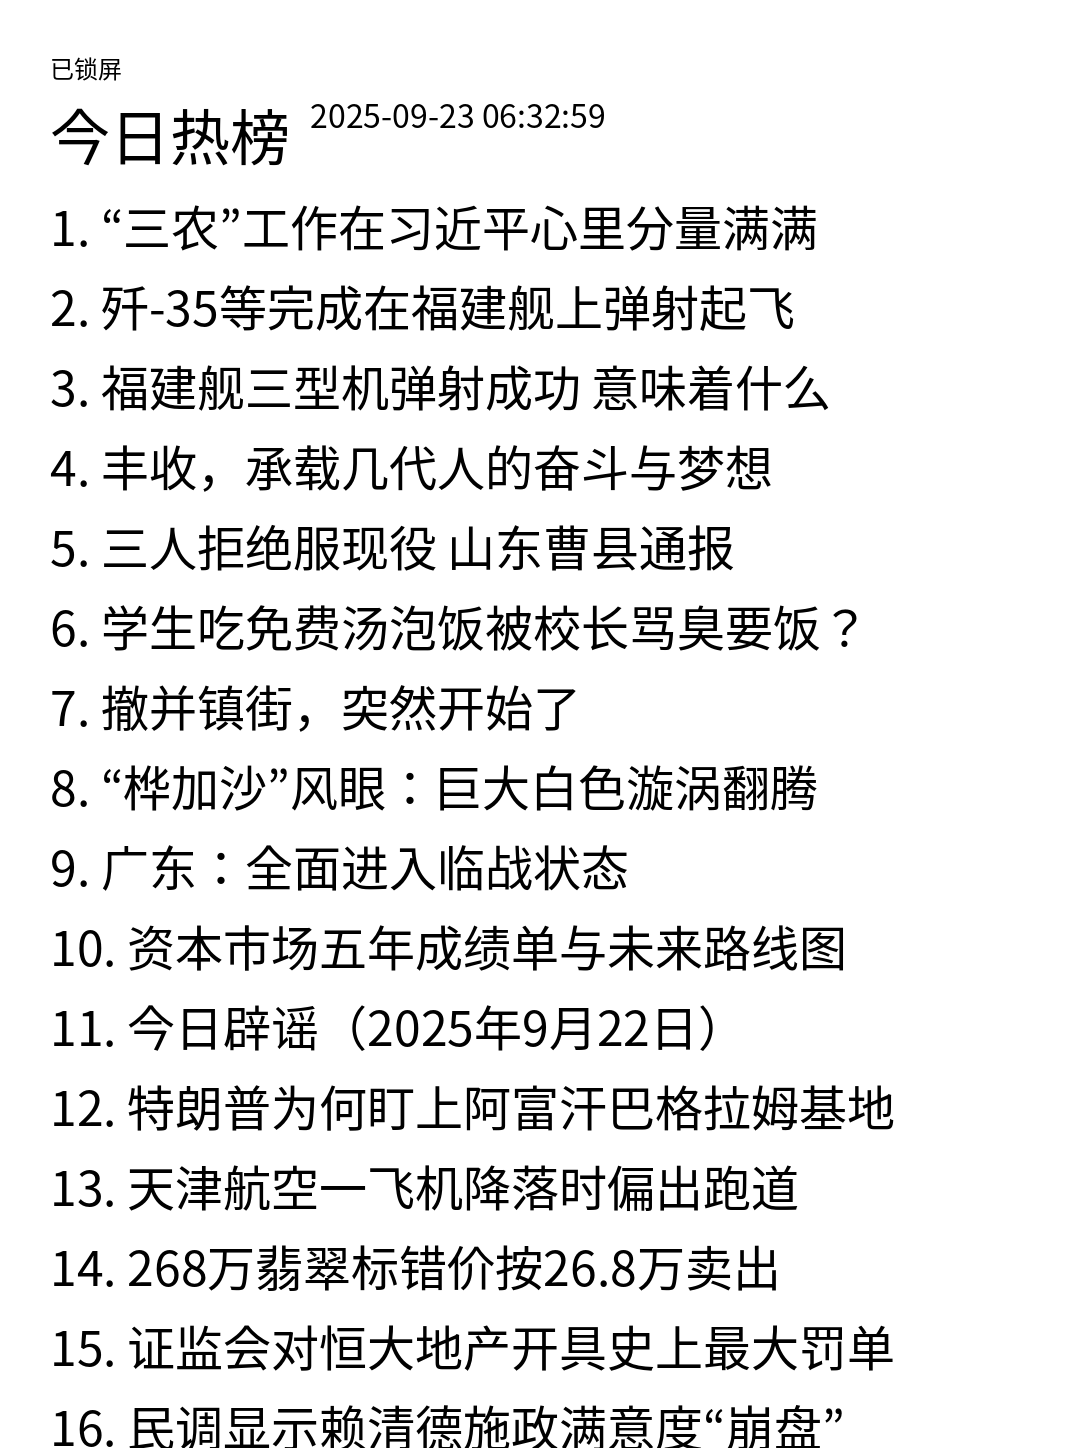 已锁屏
今日热榜 2025-09-23 06:32:59
1. “三农”工作在习近平心里分量满满
2. 歼-35等完成在福建舰上弹射起飞
3. 福建舰三型机弹射成功 意味着什么
4. 丰收，承载几代人的奋斗与梦想
5. 三人拒绝服现役 山东曹县通报
6. 学生吃免费汤泡饭被校长骂臭要饭？
7. 撤并镇街，突然开始了
8. “桦加沙”风眼：巨大白色漩涡翻腾
9. 广东：全面进入临战状态
10. 资本市场五年成绩单与未来路线图
11. 今日辟谣（2025年9月22日）
12. 特朗普为何盯上阿富汗巴格拉姆基地
13. 天津航空一飞机降落时偏出跑道
14. 268万翡翠标错价按26.8万卖出
15. 证监会对恒大地产开具史上最大罚单
16. 民调显示赖清德施政满意度“崩盘”